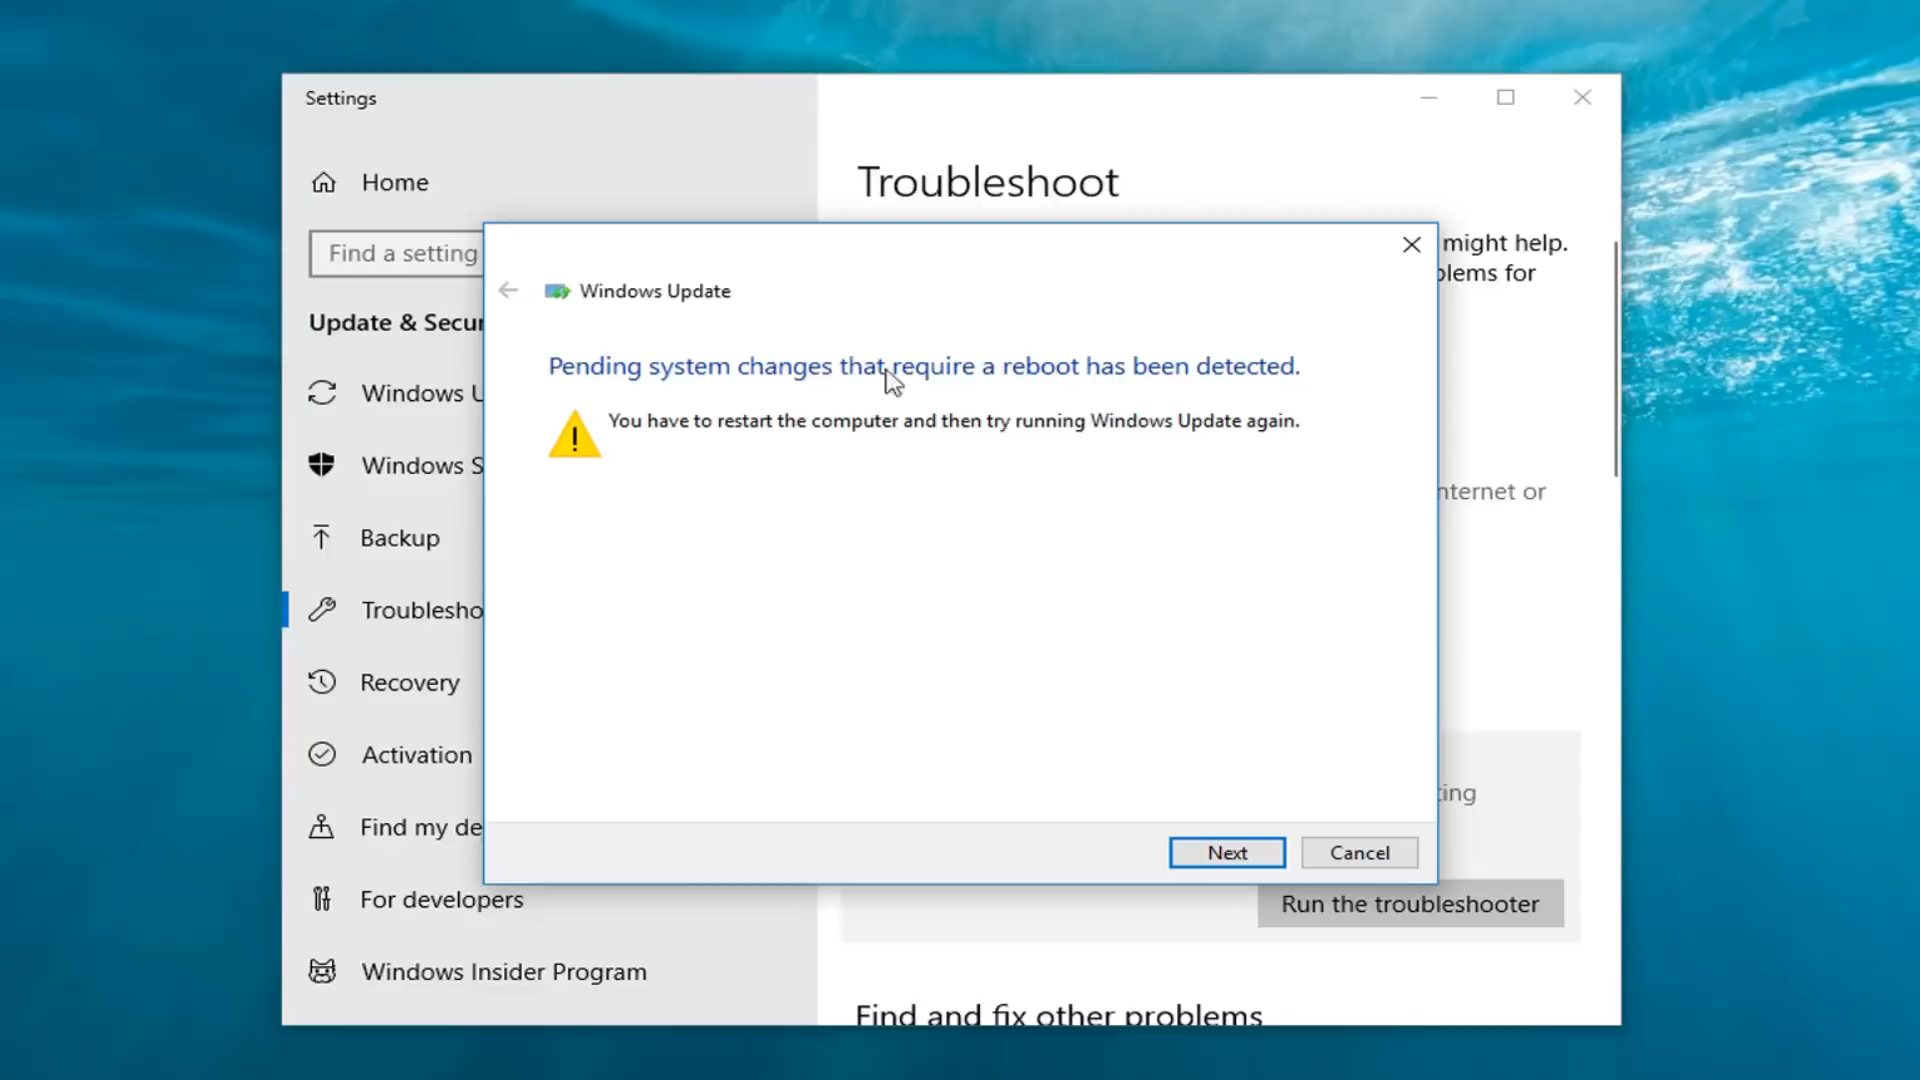 Settings
Home
Find a setting
Update & Secur
Windows U
Windows S
Backup
Troublesho
Recovery
Activation
Find my de
For developers
Windows Insider Program
Troubleshoot
might help.
blems for
nternet or
ting
Run the troubleshooter
Find and fix other problems
Windows Update
Pending system changes that require a reboot has been detected.
You have to restart the computer and then try running Windows Update again.
Next
Cancel